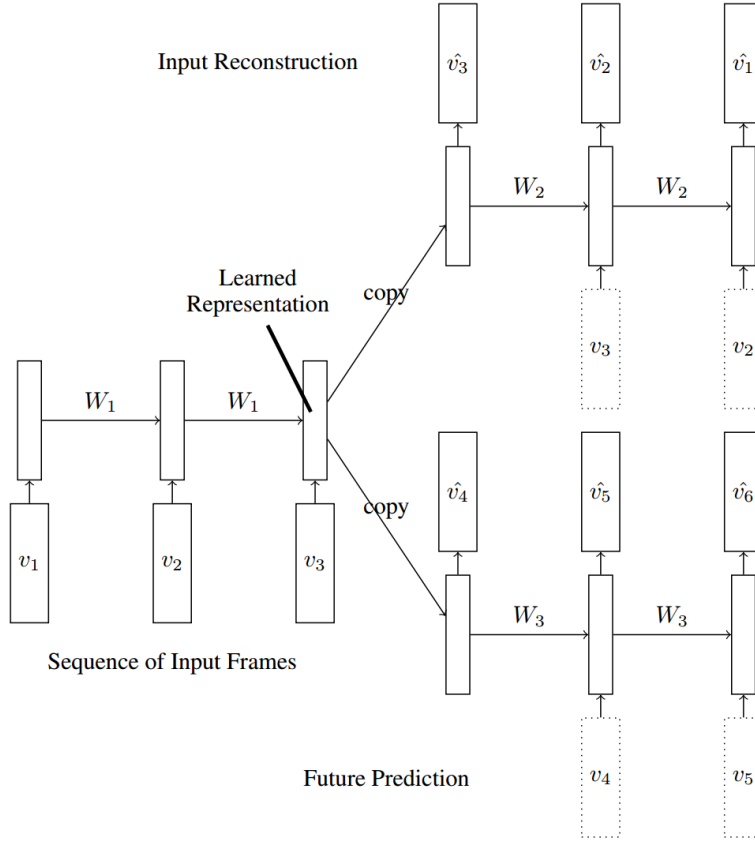 Input Reconstruction
v̂₃ v̂₂ v̂₁
W₂ W₂
Learned
Representation
copy
v₃ v₂
W₁ W₁
v̂₄ v̂₅ v̂₆
copy
v₁ v₂ v₃
W₃ W₃
Sequence of Input Frames
Future Prediction
v₄ v₅